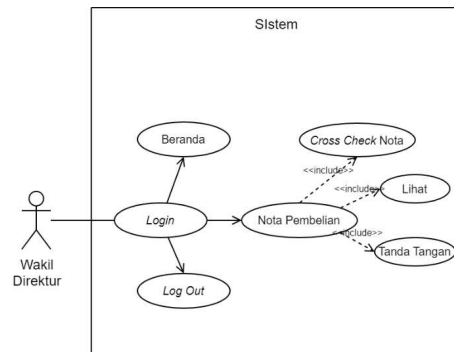 SIstem
Beranda
Cross Check Nota
<<include>>
<<include>>
Lihat
Login
Nota Pembelian
<<include>>
Tanda Tangan
Wakil
Direktur
Log Out